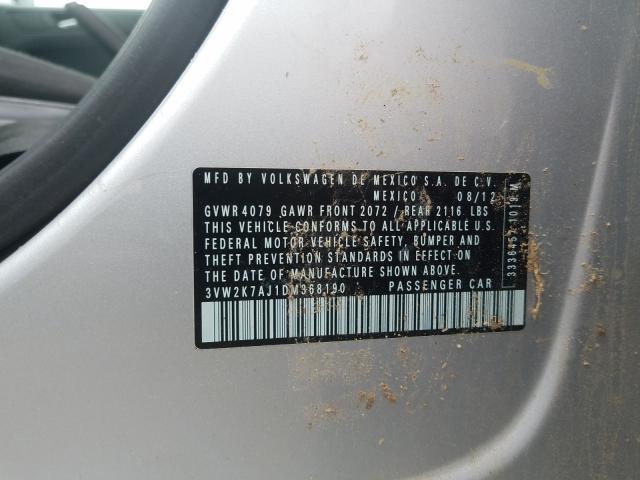 MFD BY VOLKSWAGEN DE MEXICO S.A. DE C.V.
MEXICO 08/12
GVWR 4079 GAWR FRONT 2072 / REAR 2116 LBS
THIS VEHICLE CONFORMS TO ALL APPLICABLE U.S.
FEDERAL MOTOR VEHICLE SAFETY, BUMPER AND
THEFT PREVENTION STANDARDS IN EFFECT ON
THE DATE OF MANUFACTURE SHOWN ABOVE.
3VW2K7AJ1DM368190 PASSENGER CAR